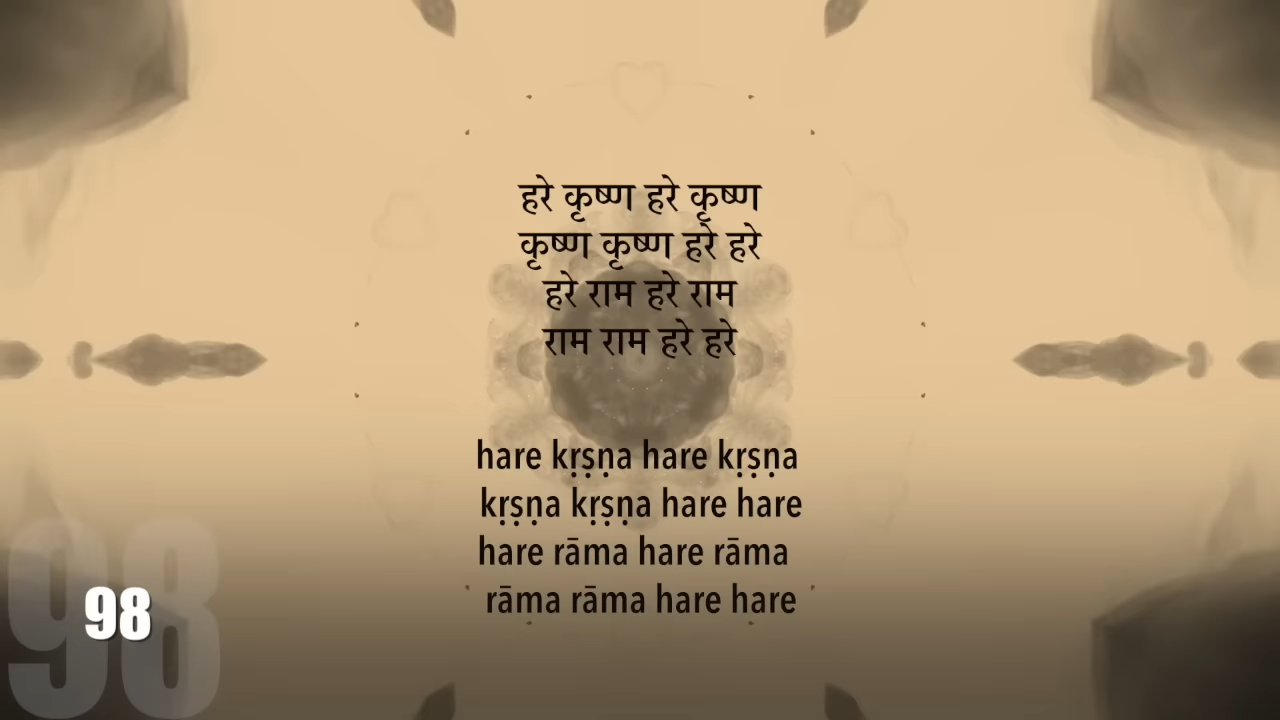 हरे कृष्ण हरे कृष्ण
कृष्ण कृष्ण हरे हरे
हरे राम हरे राम
राम राम हरे हरे
hare kṛṣṇa hare kṛṣṇa
kṛṣṇa kṛṣṇa hare hare
hare rāma hare rāma
rāma rāma hare hare
98
98